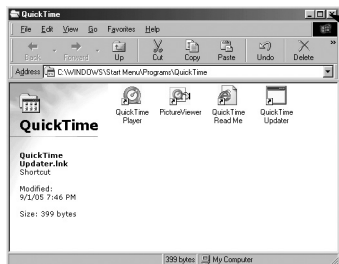 QuickTime
File Edit View Go Favorites Help
Back Forward Up Cut Copy Paste Undo Delete
Address C:\WINDOWS\Start Menu\Programs\QuickTime
QuickTime
QuickTime Player
PictureViewer
QuickTime Read Me
QuickTime Updater
QuickTime
Updater.lnk
Shortcut
Modified:
9/1/05 7:46 PM
Size: 399 bytes
399 bytes My Computer